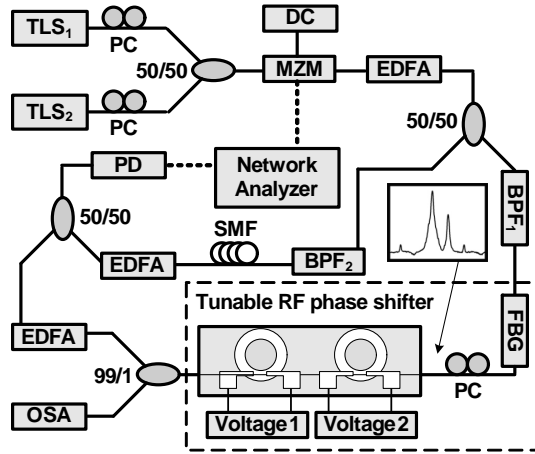 DC
TLS1
PC
50/50
MZM
EDFA
TLS2
PC
50/50
PD
Network
Analyzer
BPF1
50/50
SMF
EDFA
BPF2
Tunable RF phase shifter
FBG
EDFA
99/1
PC
OSA
Voltage1
Voltage2